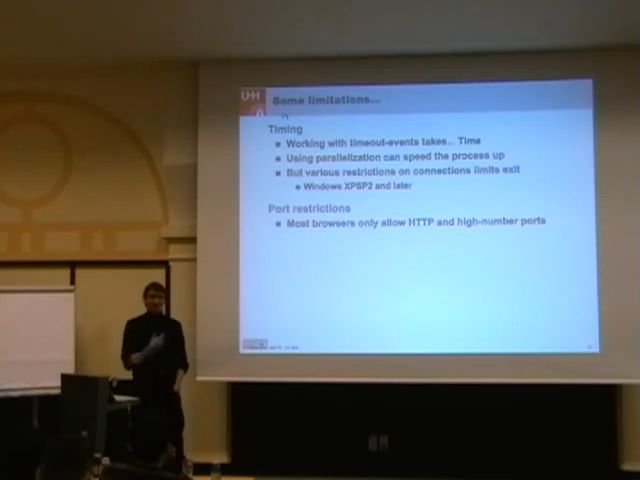 UHH
Some limitations...
Timing
Working with timeout-events takes... Time
Using parallelization can speed the process up
But various restrictions on connections limits exit
Windows XPSP2 and later
Port restrictions
Most browsers only allow HTTP and high-number ports